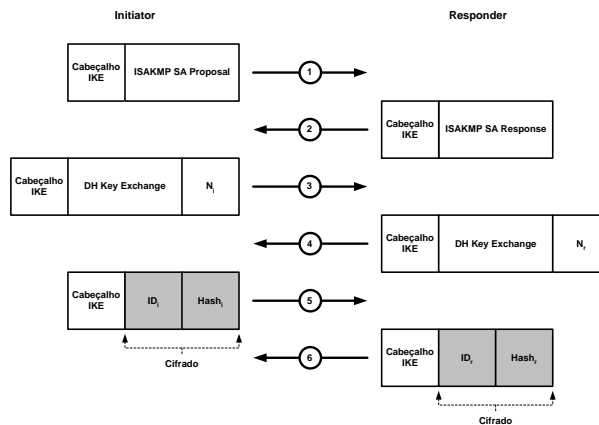 Initiator
Responder
Cabeçalho
IKE
ISAKMP SA Proposal
1
2
Cabeçalho
IKE
ISAKMP SA Response
Cabeçalho
IKE
DH Key Exchange
Ni
3
4
Cabeçalho
IKE
DH Key Exchange
Nr
Cabeçalho
IKE
IDi
Hashi
5
Cifrado
6
Cabeçalho
IKE
IDr
Hashr
Cifrado